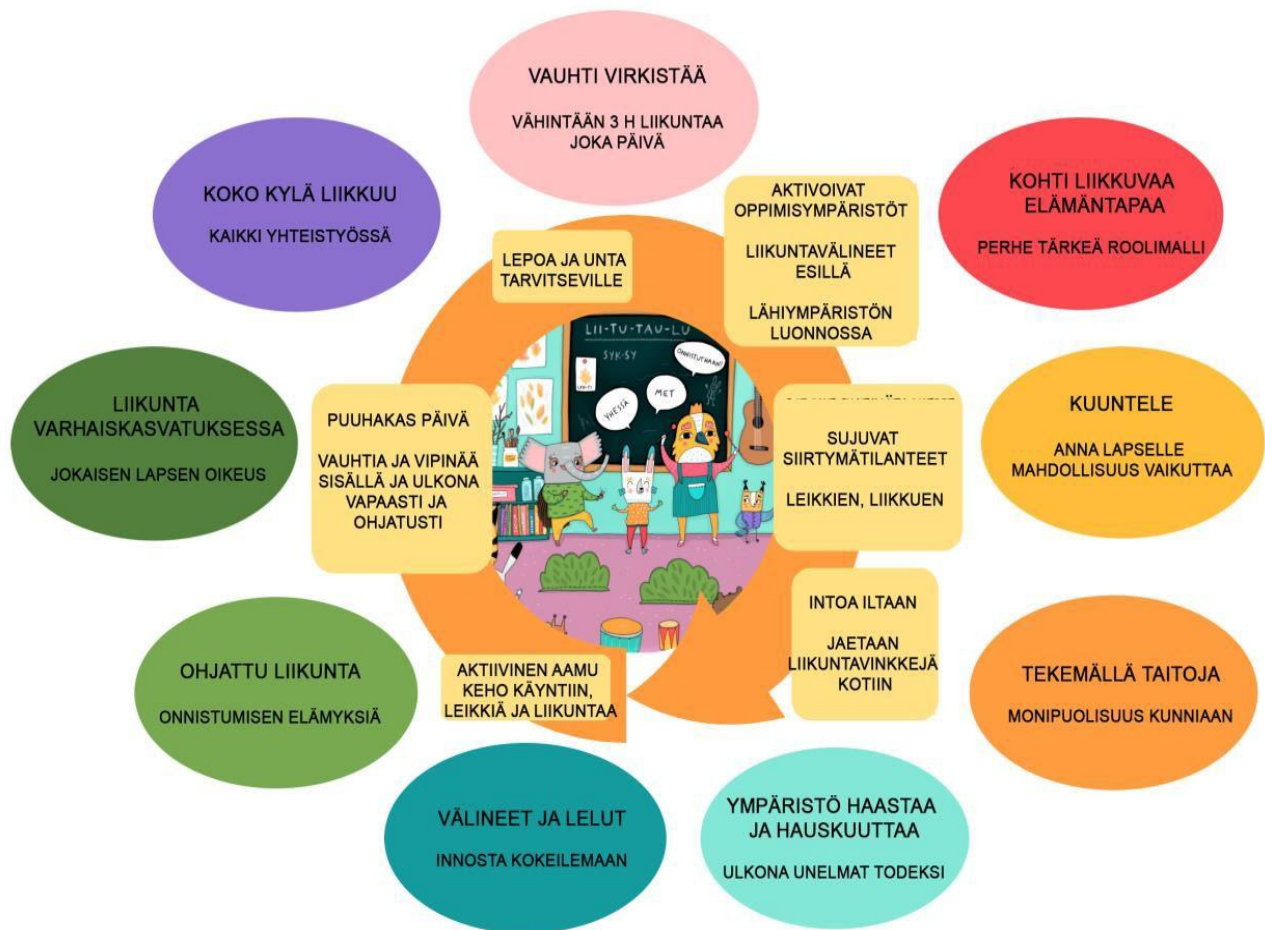 VAUHTI VIRKISTÄÄ
VÄHINTÄÄN 3 H LIIKUNTAA
JOKA PÄIVÄ
KOKO KYLÄ LIIKKUU
KAIKKI YHTEISTYÖSSÄ
KOHTI LIIKKUVAA
ELÄMÄNTAPAA
PERHE TÄRKEÄ ROOLIMALLI
AKTIVOIVAT
OPPIMISYMPÄRISTÖT
LIIKUNTAVÄLINEET
ESILLÄ
LÄHIYMPÄRISTÖN
LUONNOSSA
LEPOA JA UNTA
TARVITSEVILLE
LII-TU-TAU-LU
SYK-SY
ONNISTUTHAAN!
MET
YHESSÄ
LIIKUNTA
VARHAISKASVATUKSESSA
JOKAISEN LAPSEN OIKEUS
PUUHAKAS PÄIVÄ
VAUHTIA JA VIPINÄÄ
SISÄLLÄ JA ULKONA
VAPAASTI JA
OHJATUSTI
SUJUVAT
SIIRTYMÄTILANTEET
LEIKKIEN, LIIKKUEN
KUUNTELE
ANNA LAPSELLE
MAHDOLLISUUS VAIKUTTAA
INTOA ILTAAN
JAETAAN
LIIKUNTAVINKKEJÄ
KOTIIN
OHJATTU LIIKUNTA
ONNISTUMISEN ELÄMYKSIÄ
AKTIIVINEN AAMU
KEHO KÄYNTIIN,
LEIKKIÄ JA LIIKUNTAA
TEKEMÄLLÄ TAITOJA
MONIPUOLISUUS KUNNIAAN
VÄLINEET JA LELUT
INNOSTA KOKEILEMAAN
YMPÄRISTÖ HAASTAA
JA HAUSKUUTTAA
ULKONA UNELMAT TODEKSI